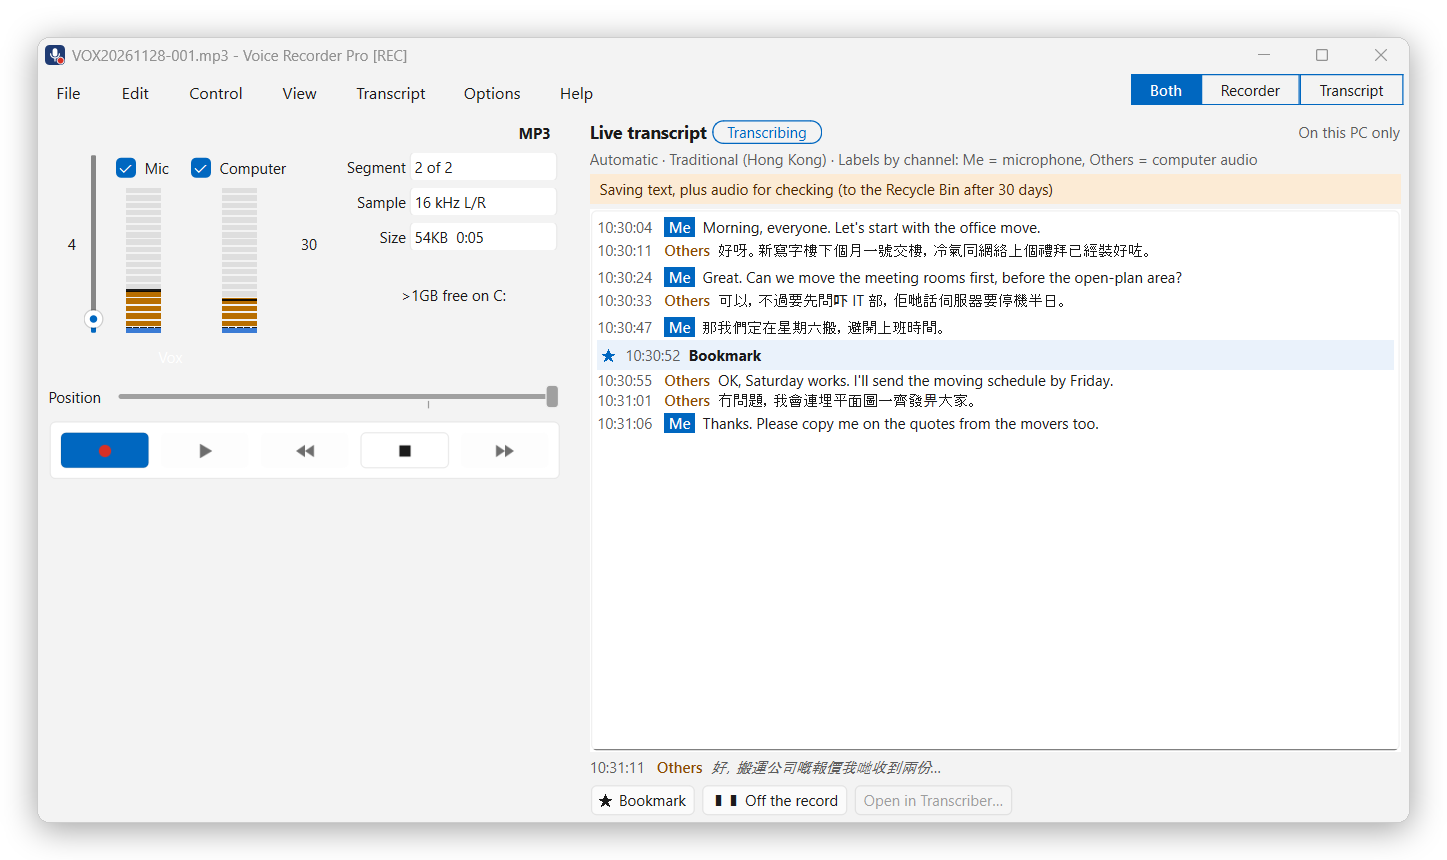 VOX20261128-001.mp3 - Voice Recorder Pro [REC]
File Edit Control View Transcript Options Help
Both Recorder Transcript
MP3
Mic Computer
Segment 2 of 2
Sample 16 kHz L/R
Size 54KB 0:05
4 30
>1GB free on C:
Vox
Position
Live transcript Transcribing On this PC only
Automatic · Traditional (Hong Kong) · Labels by channel: Me = microphone, Others = computer audio
Saving text, plus audio for checking (to the Recycle Bin after 30 days)
10:30:04 Me Morning, everyone. Let's start with the office move.
10:30:11 Others 好呀。新寫字樓下個月一號交樓，冷氣同網絡上個禮拜已經裝好咗。
10:30:24 Me Great. Can we move the meeting rooms first, before the open-plan area?
10:30:33 Others 可以，不過要先問吓 IT 部，佢哋話伺服器要停機半日。
10:30:47 Me 那我們定在星期六搬，避開上班時間。
★ 10:30:52 Bookmark
10:30:55 Others OK, Saturday works. I'll send the moving schedule by Friday.
10:31:01 Others 冇問題，我會連埋平面圖一齊發畀大家。
10:31:06 Me Thanks. Please copy me on the quotes from the movers too.
10:31:11 Others 好，搬運公司嘅報價我哋收到兩份...
★ Bookmark Off the record Open in Transcriber...